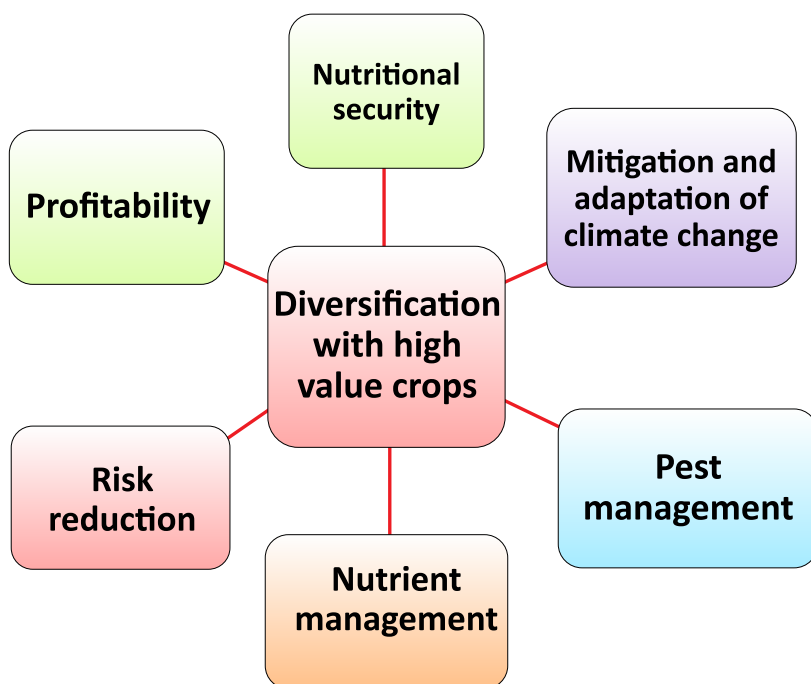 Nutritional
security
Mitigation and
adaptation of
climate change
Profitability
Diversification
with high
value crops
Pest
management
Risk
reduction
Nutrient
management